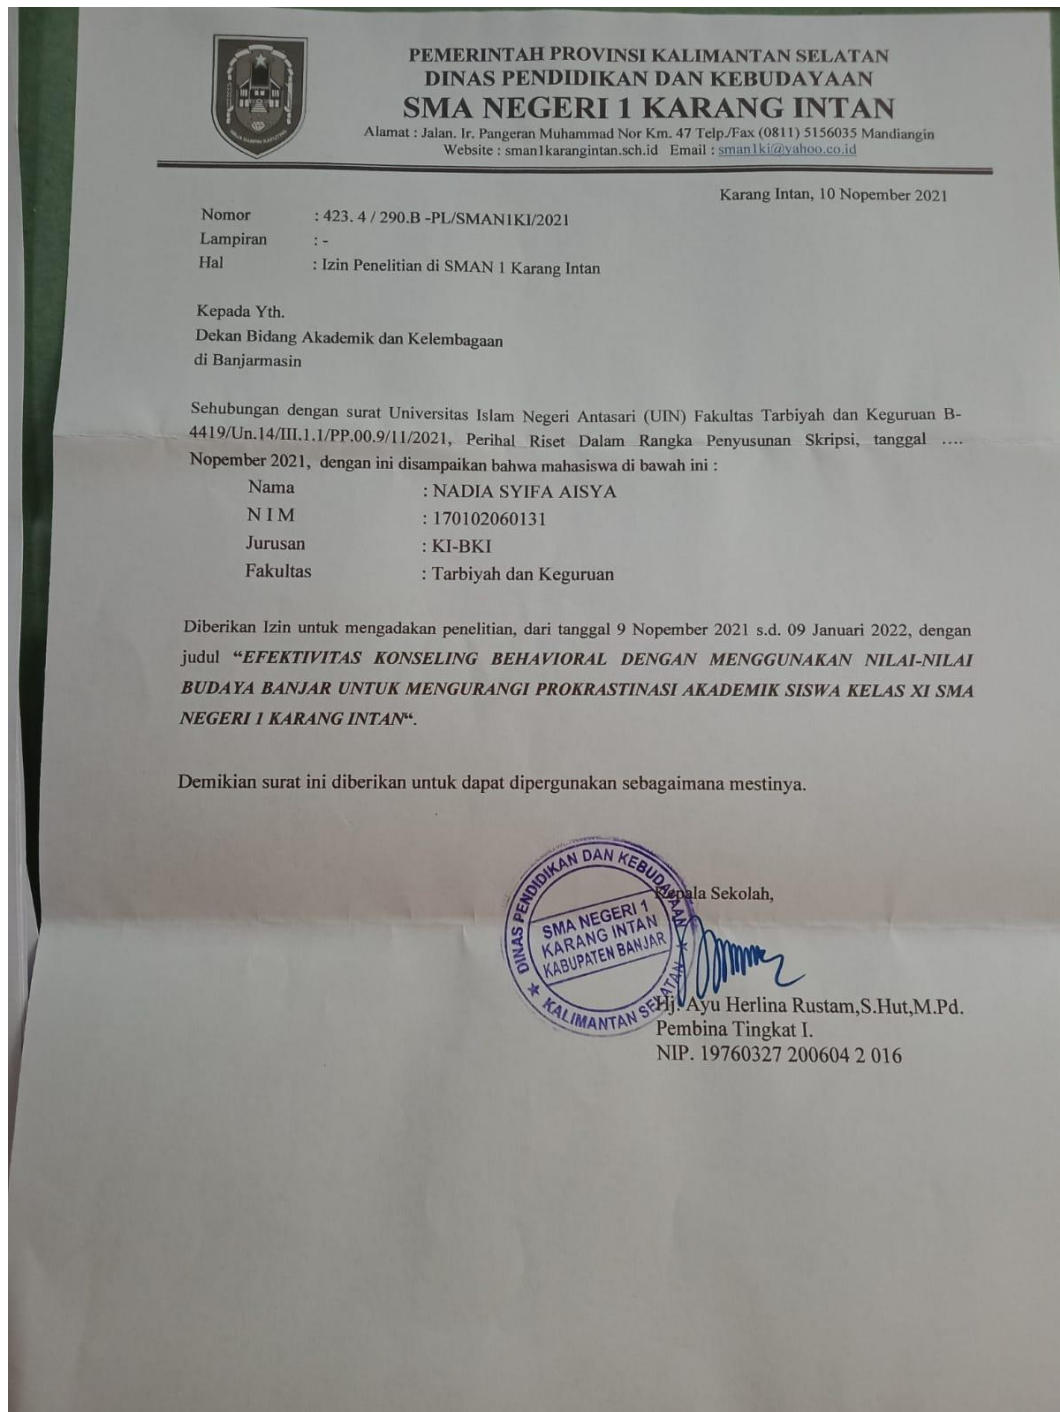 PEMERINTAH PROVINSI KALIMANTAN SELATAN
DINAS PENDIDIKAN DAN KEBUDAYAAN
SMA NEGERI 1 KARANG INTAN
Alamat : Jalan. Ir. Pangeran Muhammad Nor Km. 47 Telp./Fax (0811) 5156035 Mandiangin
Website : sman1karangintan.sch.id Email : sman1ki@yahoo.co.id
Karang Intan, 10 Nopember 2021
Nomor : 423. 4 / 290.B -PL/SMAN1KI/2021
Lampiran : -
Hal : Izin Penelitian di SMAN 1 Karang Intan
Kepada Yth.
Dekan Bidang Akademik dan Kelembagaan
di Banjarmasin
Sehubungan dengan surat Universitas Islam Negeri Antasari (UIN) Fakultas Tarbiyah dan Keguruan B-
4419/Un.14/III.1.1/PP.00.9/11/2021, Perihal Riset Dalam Rangka Penyusunan Skripsi, tanggal ….
Nopember 2021, dengan ini disampaikan bahwa mahasiswa di bawah ini :
Nama : NADIA SYIFA AISYA
N I M : 170102060131
Jurusan : KI-BKI
Fakultas : Tarbiyah dan Keguruan
Diberikan Izin untuk mengadakan penelitian, dari tanggal 9 Nopember 2021 s.d. 09 Januari 2022, dengan
judul “EFEKTIVITAS KONSELING BEHAVIORAL DENGAN MENGGUNAKAN NILAI-NILAI
BUDAYA BANJAR UNTUK MENGURANGI PROKRASTINASI AKADEMIK SISWA KELAS XI SMA
NEGERI 1 KARANG INTAN“.
Demikian surat ini diberikan untuk dapat dipergunakan sebagaimana mestinya.
Kepala Sekolah,
DINAS PENDIDIKAN DAN KEBUDAYAAN
SMA NEGERI 1
KARANG INTAN
KABUPATEN BANJAR
KALIMANTAN SELATAN
Hj. Ayu Herlina Rustam,S.Hut,M.Pd.
Pembina Tingkat I.
NIP. 19760327 200604 2 016